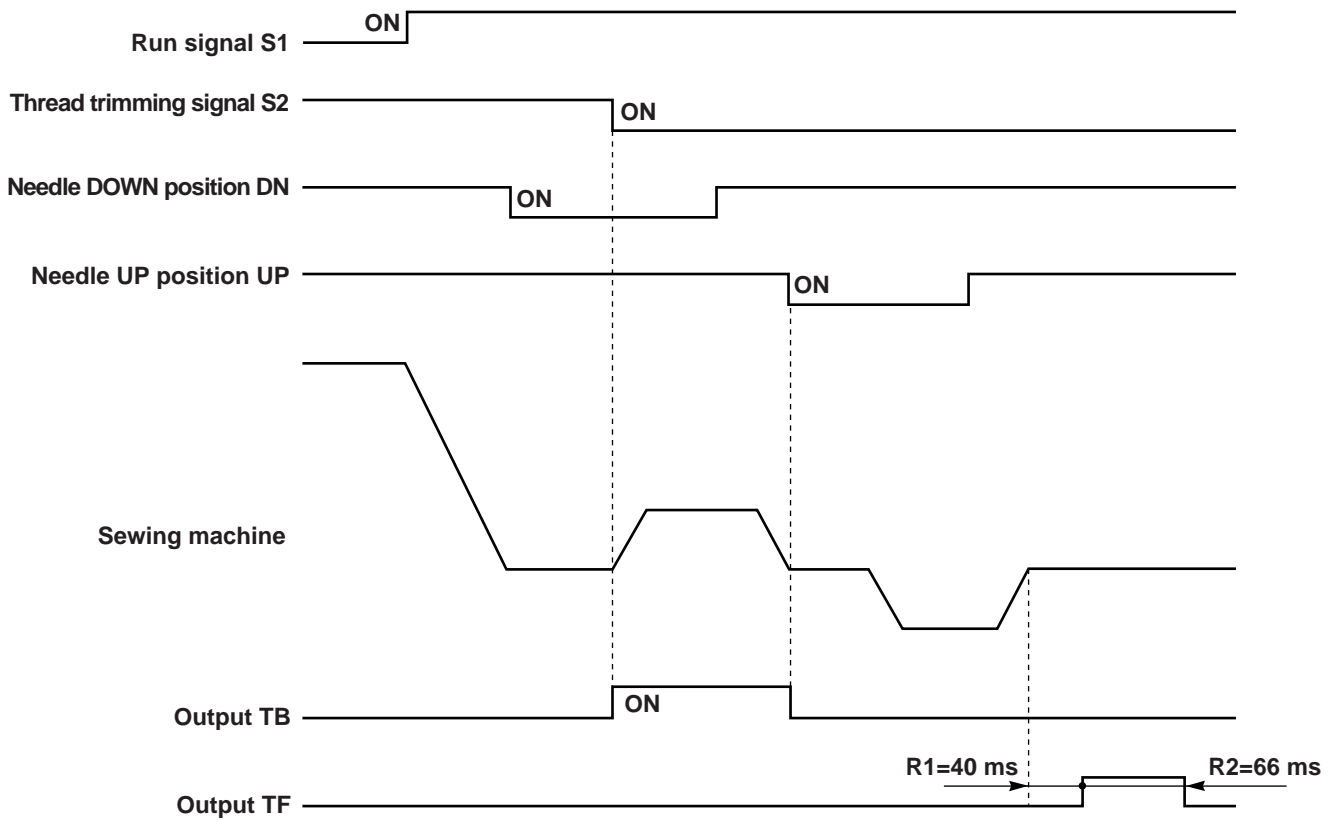 ON
Run signal S1
Thread trimming signal S2
ON
Needle DOWN position DN
ON
Needle UP position UP
ON
Sewing machine
ON
Output TB
R1=40 ms
R2=66 ms
Output TF